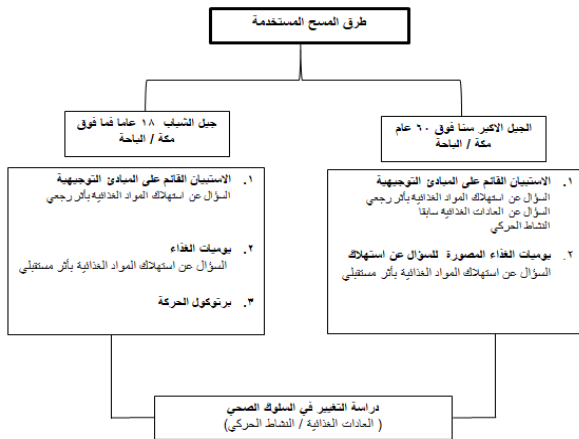 طرق المسح المستخدمة
الجيل الاكبر سنا فوق ٦٠ عام
مكة / الباحة
١. الاستبيان القائم على المبادئ التوجيهية
السؤال عن استهلاك المواد الغذائية بأثر رجعي
السؤال عن العادات الغذائية سابقاً
النشاط الحركي
٢. يوميات الغذاء المصورة للسؤال عن استهلاك
السؤال عن استهلاك المواد الغذائية بأثر مستقبلي
جيل الشباب ١٨ عاما فما فوق
مكة / الباحة
١. الاستبيان القائم على المبادئ التوجيهية
السؤال عن استهلاك المواد الغذائية بأثر رجعي
٢. يوميات الغذاء
السؤال عن استهلاك المواد الغذائية بأثر مستقبلي
٣. برتوكول الحركة
دراسة التغيير في السلوك الصحي
( العادات الغذائية / النشاط الحركي)